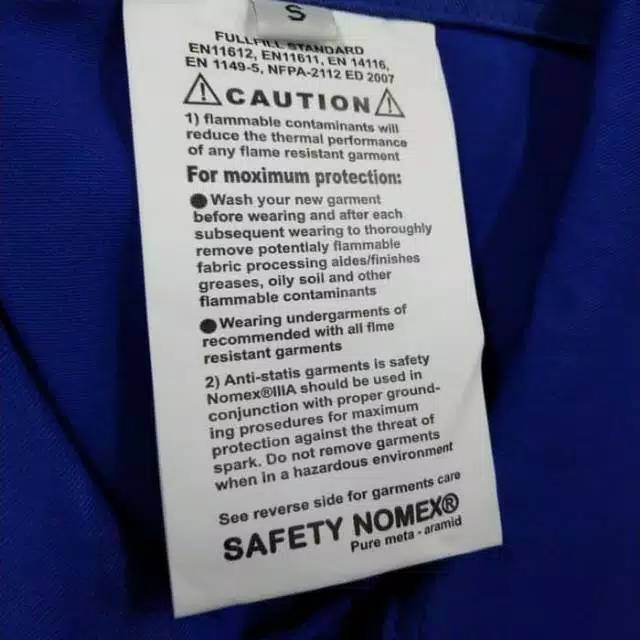 S
FULLFILL STANDARD
EN11612, EN11611, EN 14116,
EN 1149-5, NFPA-2112 ED 2007
CAUTION
1) flammable contaminants will
reduce the thermal performance
of any flame resistant garment
For moximum protection:
●Wash your new garment
before wearing and after each
subsequent wearing to thoroughly
remove potentialy flammable
fabric processing aldes/finishes
greases, oily soil and other
flammable contaminants
●Wearing undergarments of
recommended with all flme
resistant garments
2) Anti-statis garments is safety
Nomex®IIIA should be used in
conjunction with proper ground-
ing prosedures for maximum
protection against the threat of
spark. Do not remove garments
when in a hazardous environment
See reverse side for garments care
SAFETY NOMEX®
Pure meta - aramid